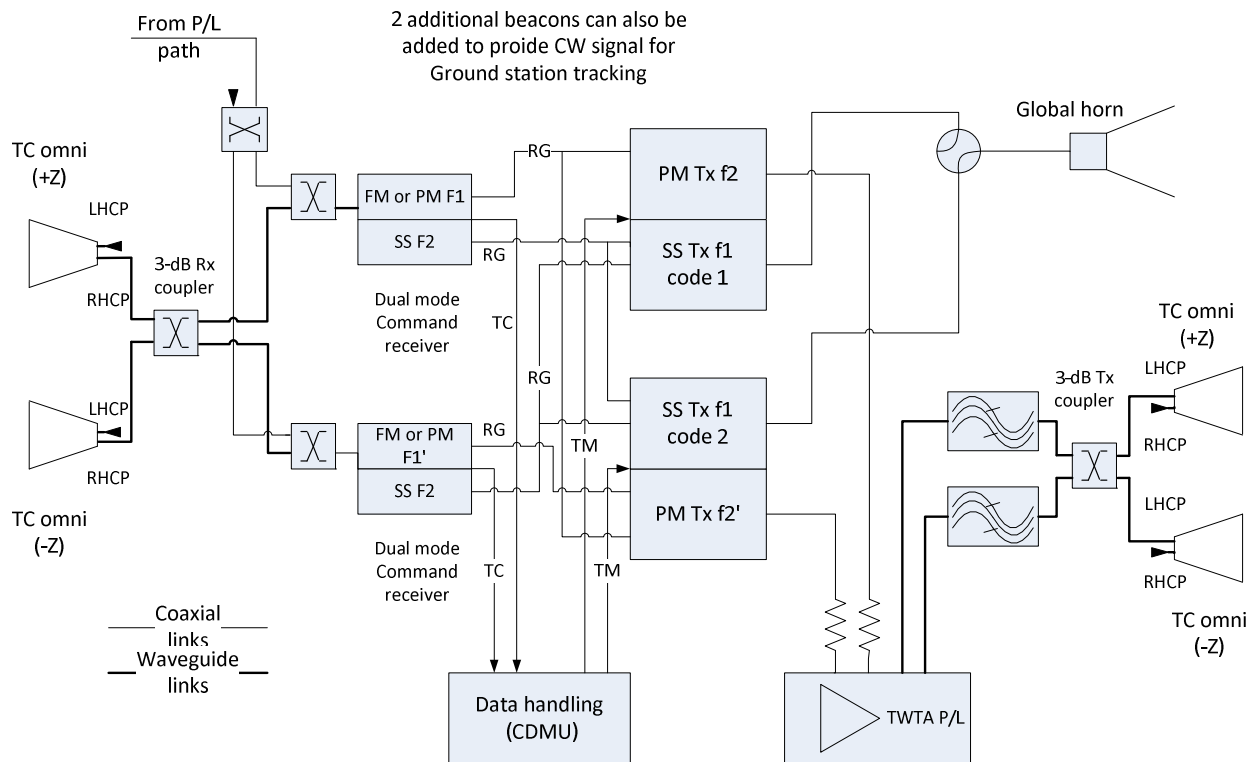 From P/L
path
2 additional beacons can also be
added to proide CW signal for
Ground station tracking
Global horn
TC omni
(+Z)
LHCP
RHCP
3-dB Rx
coupler
LHCP
RHCP
TC omni
(-Z)
FM or PM F1
SS F2
RG
RG
Dual mode
Command
receiver
TC
RG
FM or PM
F1'
SS F2
RG
Dual mode
Command
receiver
TC
TM
TM
PM Tx f2
SS Tx f1
code 1
SS Tx f1
code 2
PM Tx f2'
TC omni
(+Z)
LHCP
RHCP
3-dB Tx
coupler
LHCP
RHCP
TC omni
(-Z)
Coaxial
links
Waveguide
links
Data handling
(CDMU)
TWTA P/L